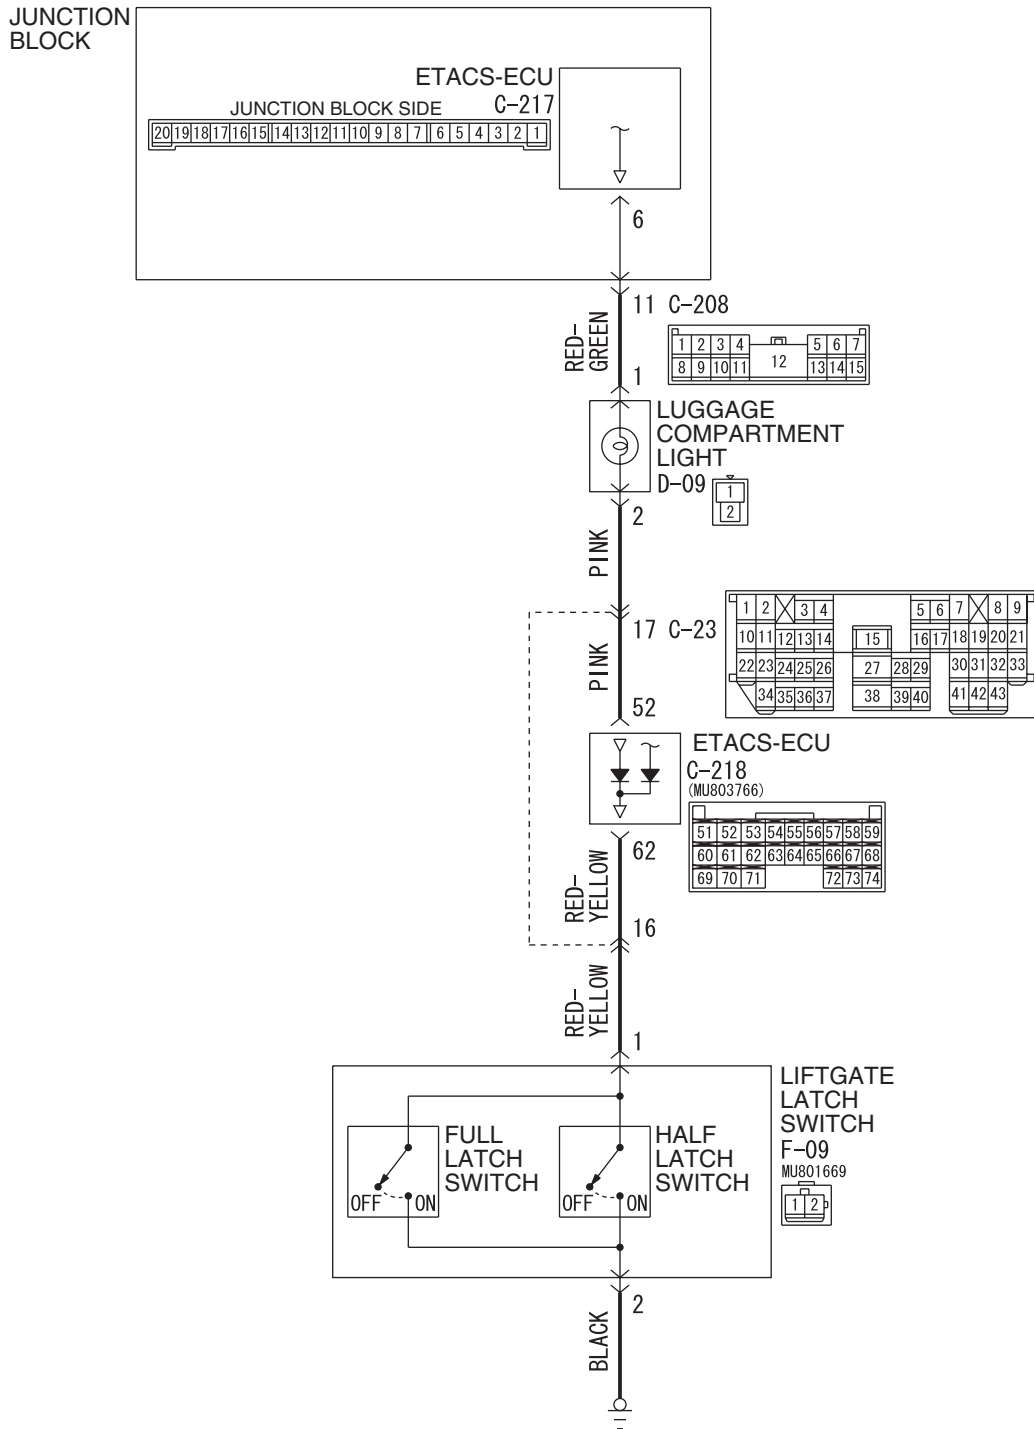 JUNCTION
BLOCK
ETACS-ECU
C-217
JUNCTION BLOCK SIDE
20 19 18 17 16 15 14 13 12 11 10 9 8 7 6 5 4 3 2 1
6
11 C-208
RED-
GREEN
1 2 3 4 5 6 7
8 9 10 11 12 13 14 15
1
LUGGAGE
COMPARTMENT
LIGHT
D-09
1
2
2
PINK
17 C-23
1 2 3 4 5 6 7 8 9
10 11 12 13 14 15 16 17 18 19 20 21
22 23 24 25 26 27 28 29 30 31 32 33
34 35 36 37 38 39 40 41 42 43
PINK
52
ETACS-ECU
C-218
(MU803766)
51 52 53 54 55 56 57 58 59
60 61 62 63 64 65 66 67 68
69 70 71 72 73 74
62
RED-
YELLOW
16
RED-
YELLOW
1
LIFTGATE
LATCH
SWITCH
F-09
MU801669
1 2
FULL
LATCH
SWITCH
OFF ON
HALF
LATCH
SWITCH
OFF ON
2
BLACK